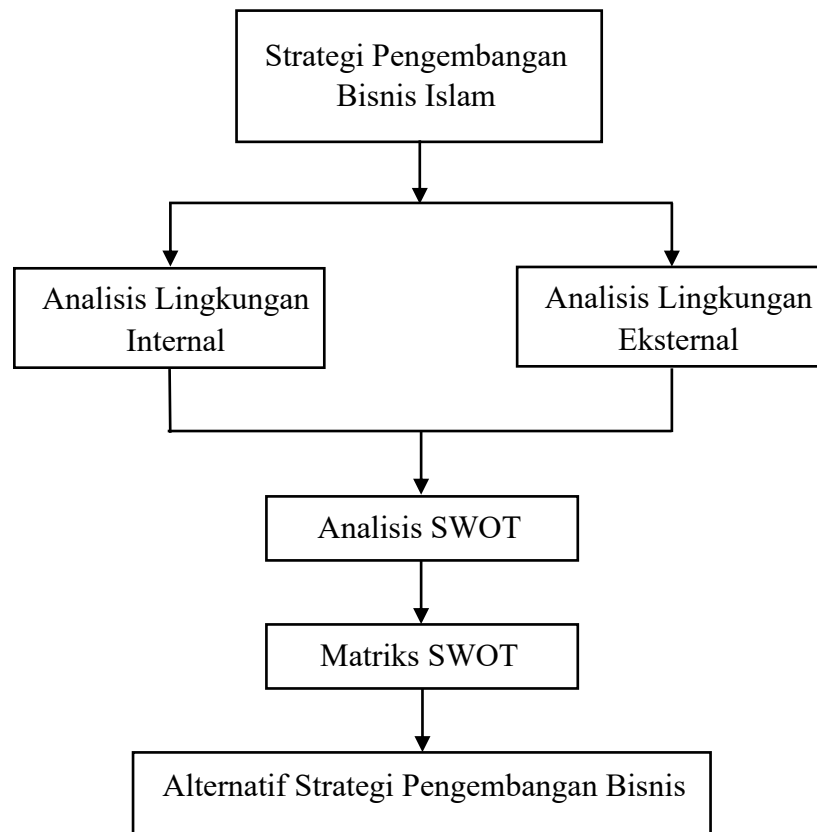 Strategi Pengembangan
Bisnis Islam
Analisis Lingkungan
Internal
Analisis Lingkungan
Eksternal
Analisis SWOT
Matriks SWOT
Alternatif Strategi Pengembangan Bisnis